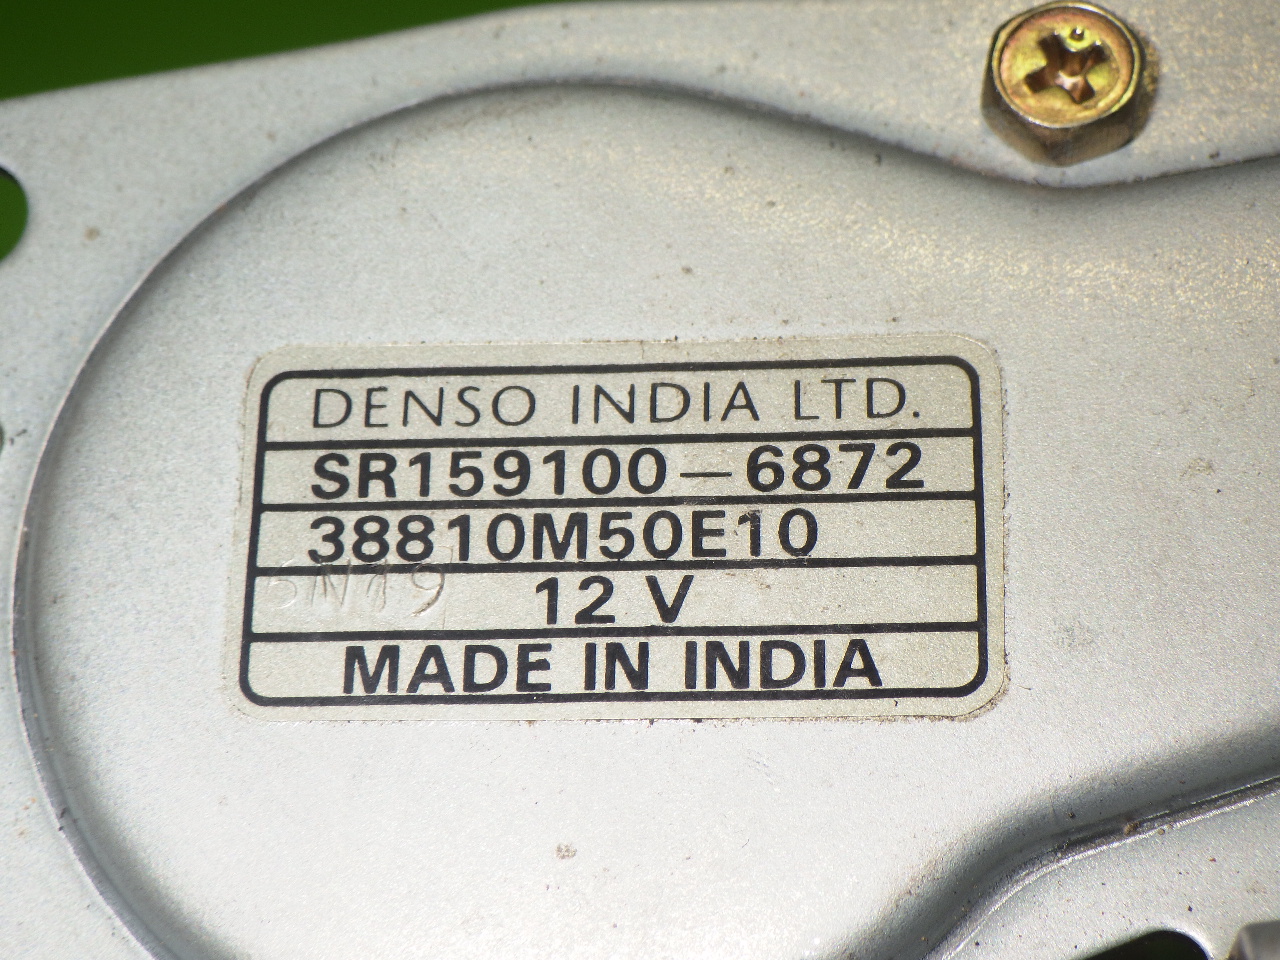 DENSO INDIA LTD.
SR159100-6872
38810M50E10
12 V
MADE IN INDIA